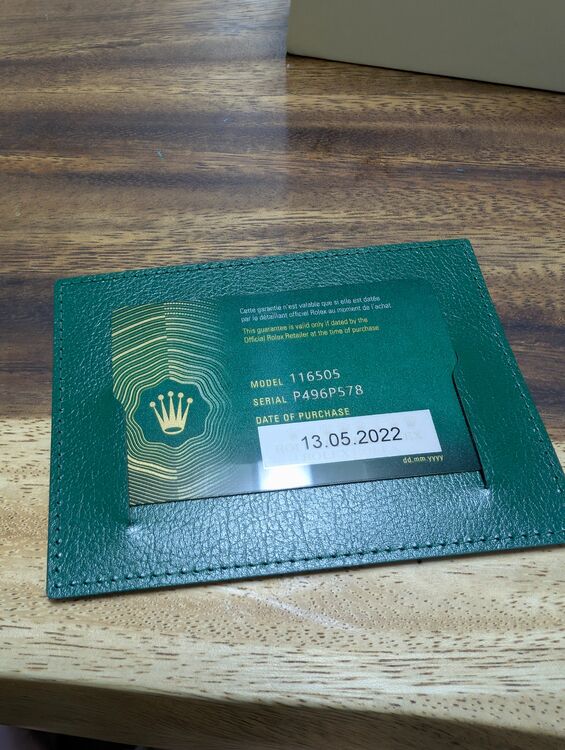 Cette garantie n'est valable que si elle est datée
par le détaillant officiel Rolex au moment de l'achat
This guarantee is valid only if dated by the
Official Rolex Retailer at the time of purchase
MODEL 116505
SERIAL P496P578
DATE OF PURCHASE
13.05.2022
dd.mm.yyyy